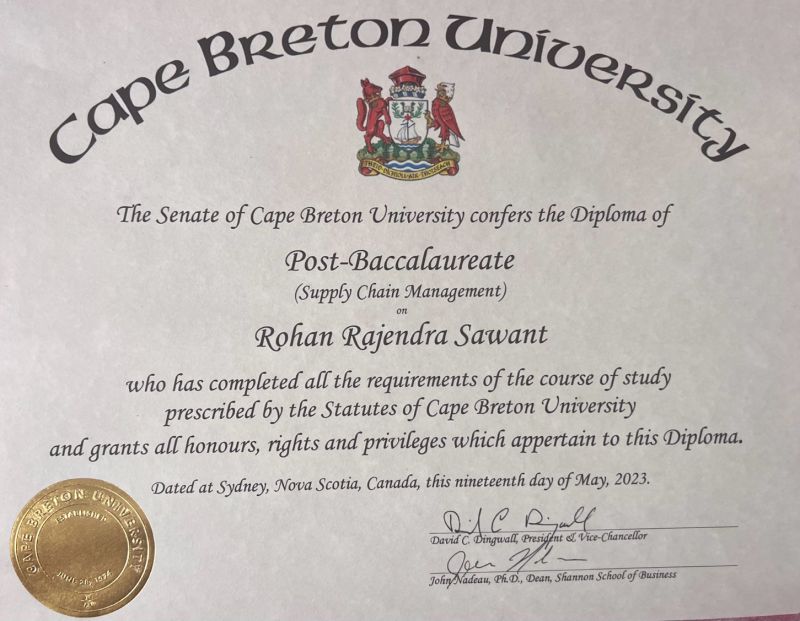 Cape Breton University
The Senate of Cape Breton University confers the Diploma of
Post-Baccalaureate
(Supply Chain Management)
on
Rohan Rajendra Sawant
who has completed all the requirements of the course of study
prescribed by the Statutes of Cape Breton University
and grants all honours, rights and privileges which appertain to this Diploma.
Dated at Sydney, Nova Scotia, Canada, this nineteenth day of May, 2023.
CAPE BRETON UNIVERSITY
ESTABLISHED
JUNE 28, 1974
David C. Dingwall, President & Vice-Chancellor
John Nadeau, Ph.D., Dean, Shannon School of Business